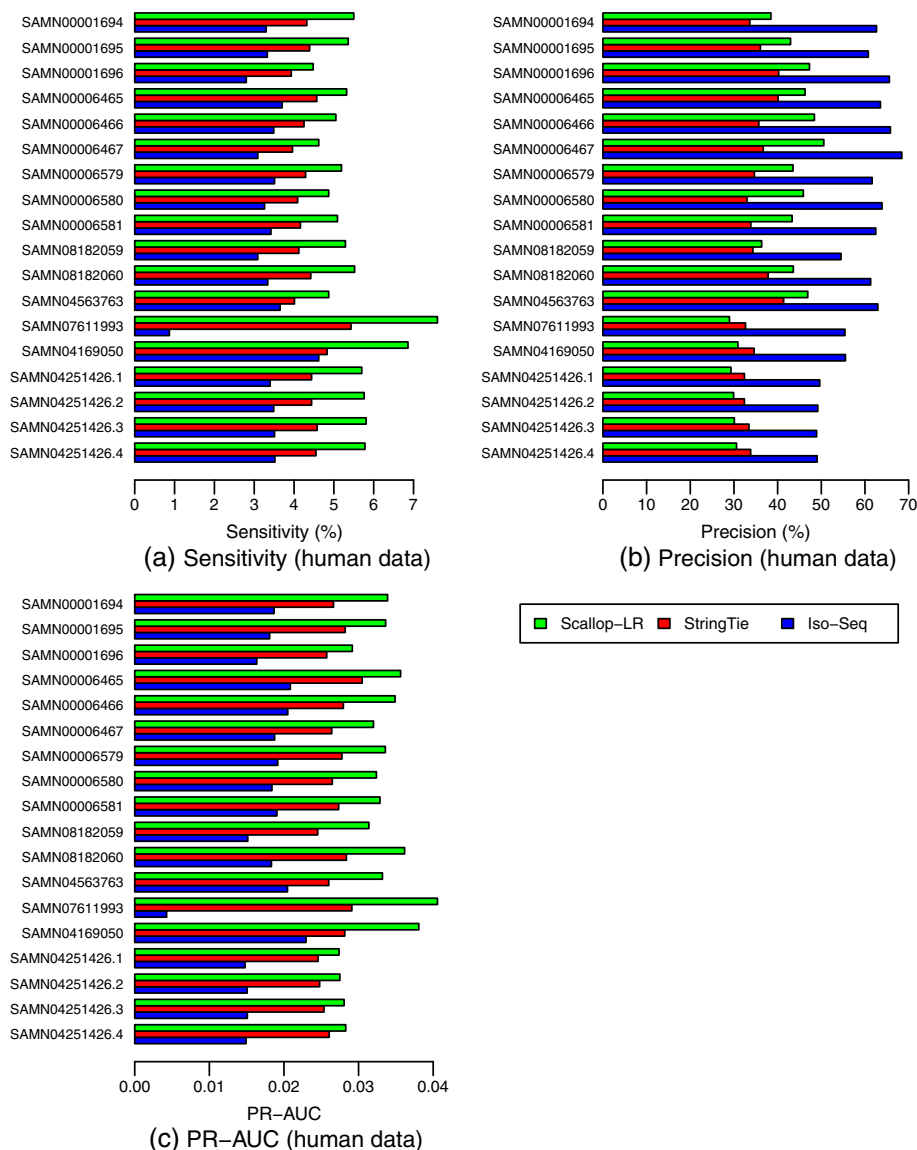 SAMN00001694
SAMN00001695
SAMN00001696
SAMN00006465
SAMN00006466
SAMN00006467
SAMN00006579
SAMN00006580
SAMN00006581
SAMN08182059
SAMN08182060
SAMN04563763
SAMN07611993
SAMN04169050
SAMN04251426.1
SAMN04251426.2
SAMN04251426.3
SAMN04251426.4
0 1 2 3 4 5 6 7
Sensitivity (%)
(a) Sensitivity (human data)
SAMN00001694
SAMN00001695
SAMN00001696
SAMN00006465
SAMN00006466
SAMN00006467
SAMN00006579
SAMN00006580
SAMN00006581
SAMN08182059
SAMN08182060
SAMN04563763
SAMN07611993
SAMN04169050
SAMN04251426.1
SAMN04251426.2
SAMN04251426.3
SAMN04251426.4
0 10 20 30 40 50 60 70
Precision (%)
(b) Precision (human data)
SAMN00001694
SAMN00001695
SAMN00001696
SAMN00006465
SAMN00006466
SAMN00006467
SAMN00006579
SAMN00006580
SAMN00006581
SAMN08182059
SAMN08182060
SAMN04563763
SAMN07611993
SAMN04169050
SAMN04251426.1
SAMN04251426.2
SAMN04251426.3
SAMN04251426.4
0.00 0.01 0.02 0.03 0.04
PR−AUC
(c) PR−AUC (human data)
Scallop−LR StringTie Iso−Seq